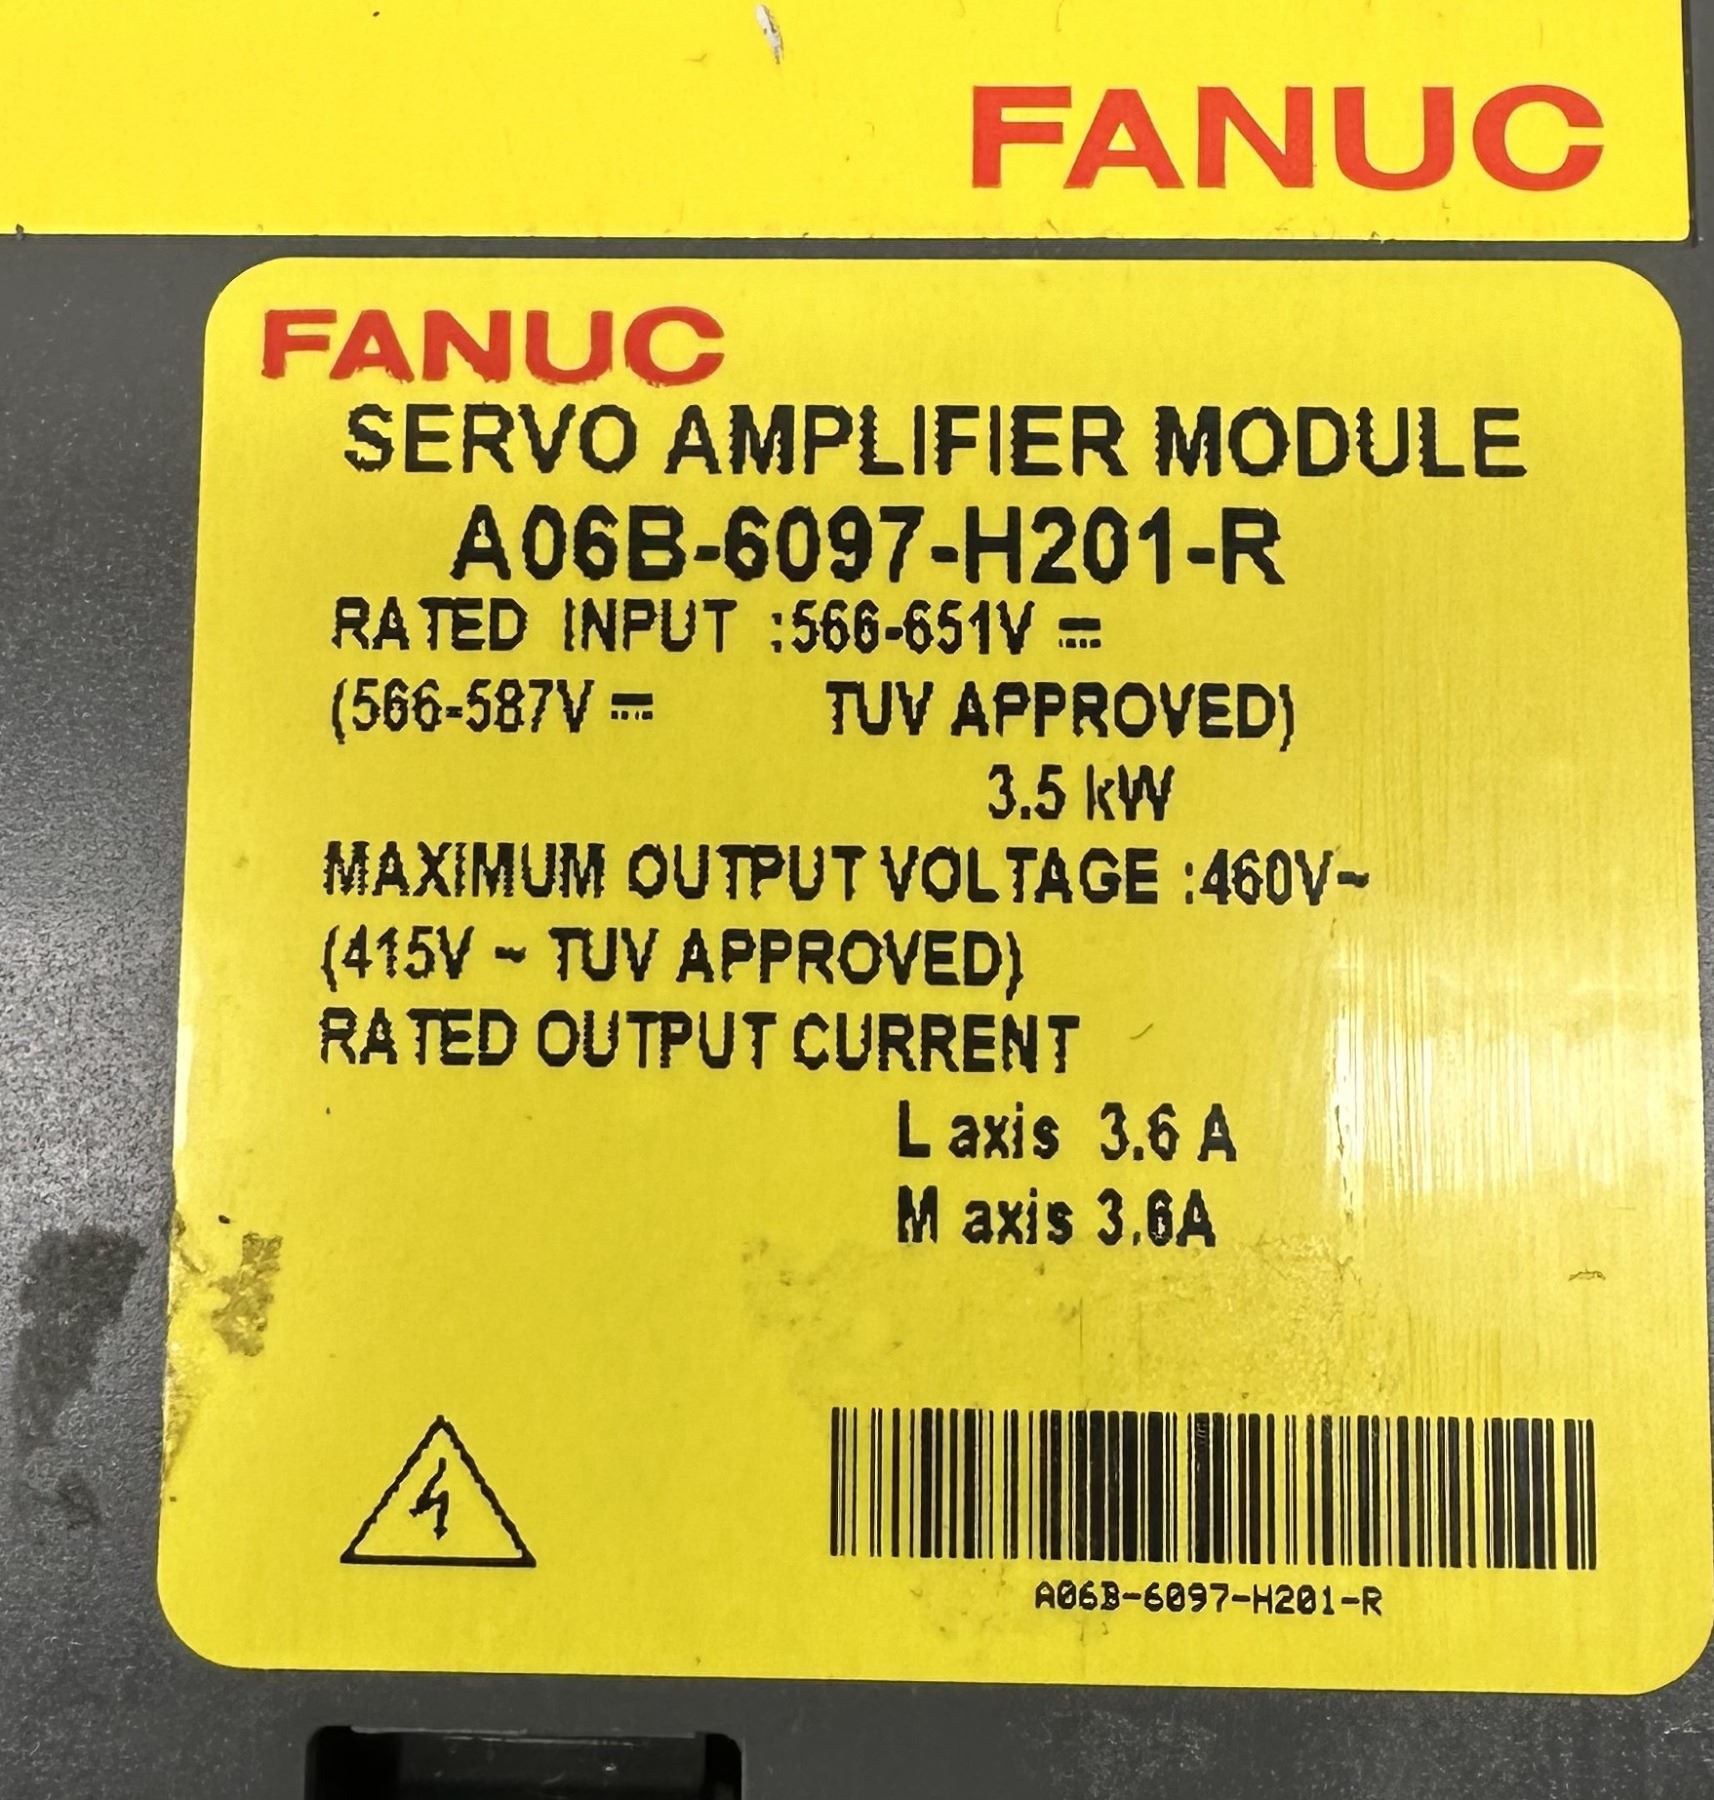 FANUC
FANUC
SERVO AMPLIFIER MODULE
A06B-6097-H201-R
RATED INPUT :566-651V ⎓
(566-587V ⎓ TUV APPROVED)
3.5 kW
MAXIMUM OUTPUT VOLTAGE :460V~
(415V ~ TUV APPROVED)
RATED OUTPUT CURRENT
L axis 3.6 A
M axis 3.6A
A06B-6097-H201-R